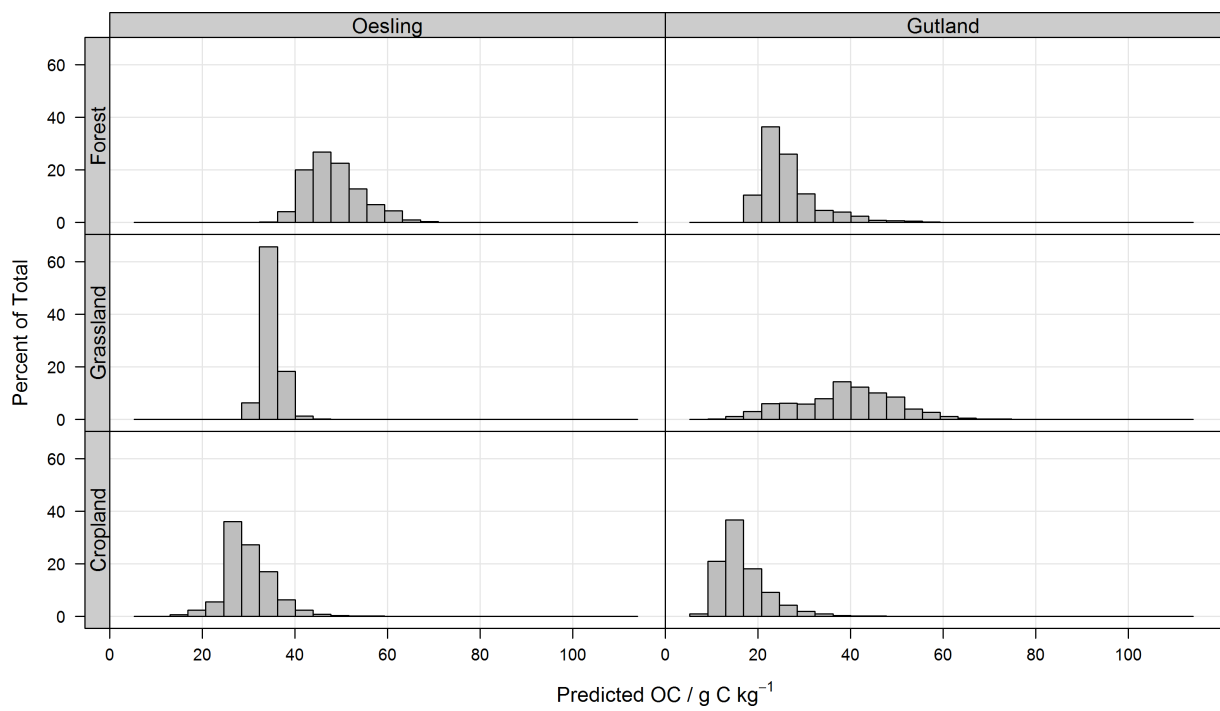 Oesling
Gutland
Forest
60
40
20
0
Grassland
60
40
20
0
Cropland
60
40
20
0
Percent of Total
0 20 40 60 80 100 0 20 40 60 80 100
Predicted OC / g C kg⁻¹